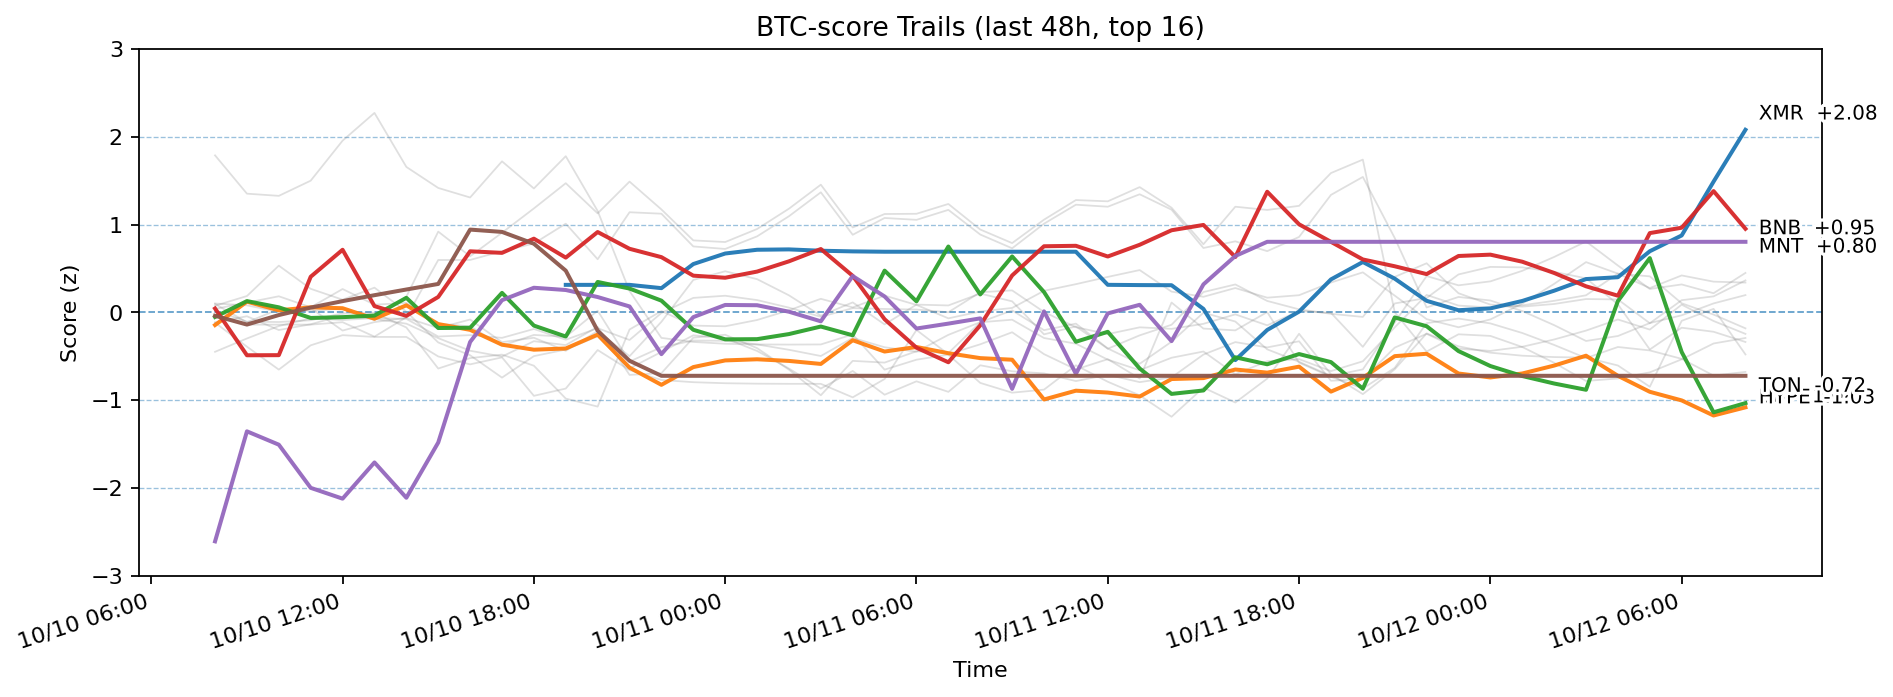 BTC-score Trails (last 48h, top 16)
Score (z)
3
2
1
0
−1
−2
−3
XMR +2.08
BNB +0.95
MNT +0.80
TON -0.72
HYPE -1.03
10/10 06:00
10/10 12:00
10/10 18:00
10/11 00:00
10/11 06:00
10/11 12:00
10/11 18:00
10/12 00:00
10/12 06:00
Time